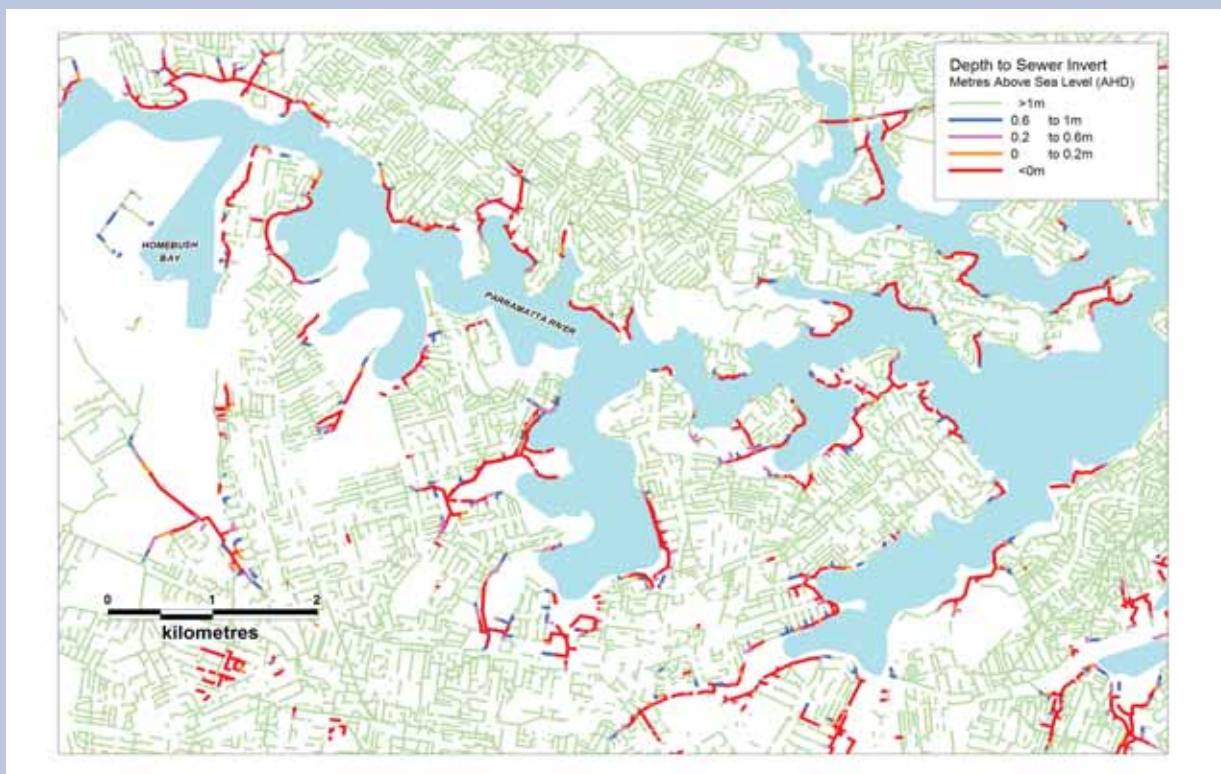 Depth to Sewer Invert
Metres Above Sea Level (AHD)
>1m
0.6 to 1m
0.2 to 0.6m
0 to 0.2m
<0m
HOMEBUSH
BAY
PARRAMATTA RIVER
0 1 2
kilometres